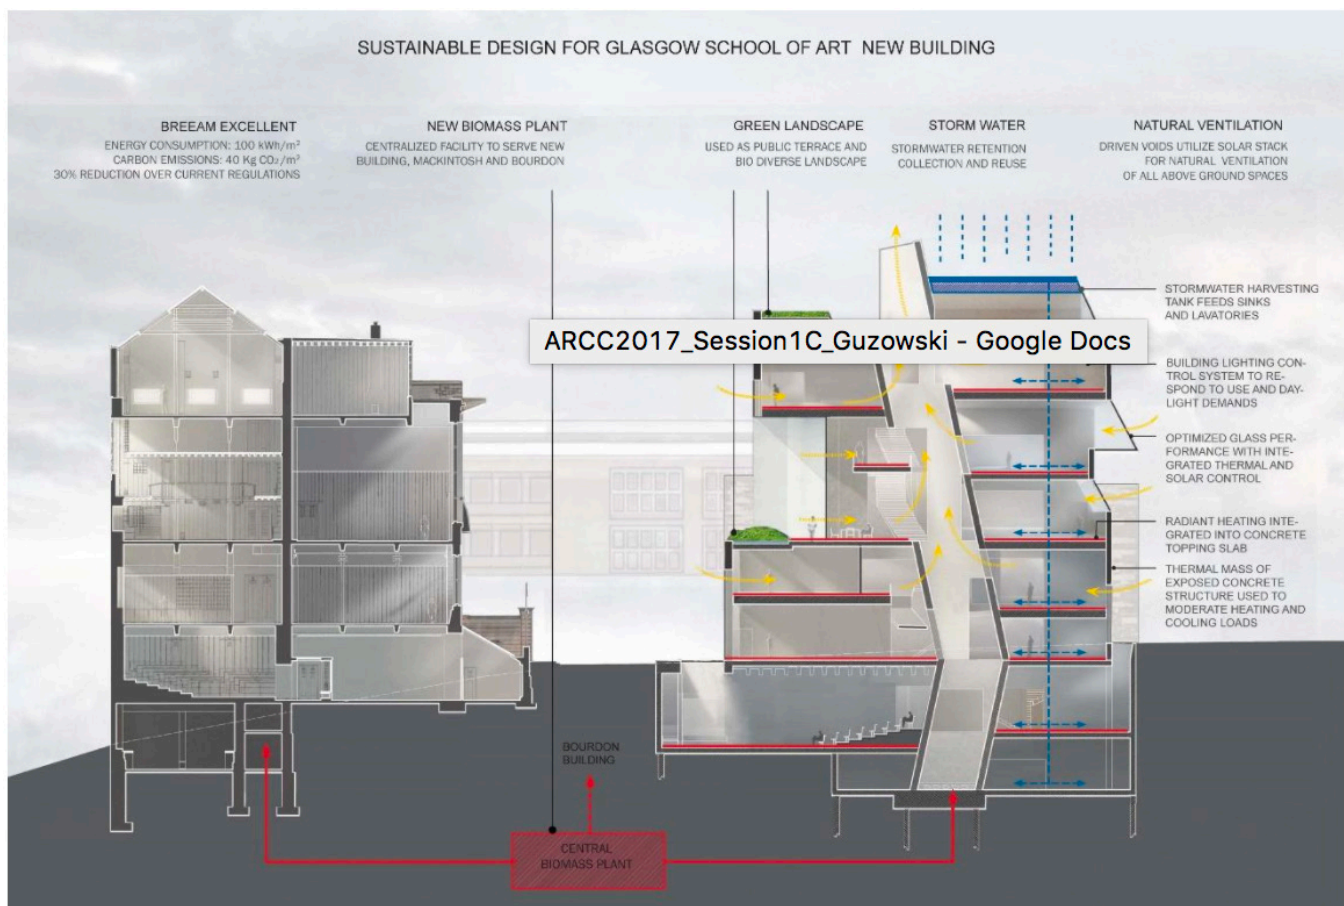 SUSTAINABLE DESIGN FOR GLASGOW SCHOOL OF ART NEW BUILDING
BREEAM EXCELLENT
ENERGY CONSUMPTION: 100 kWh/m²
CARBON EMISSIONS: 40 Kg CO₂/m²
30% REDUCTION OVER CURRENT REGULATIONS
NEW BIOMASS PLANT
CENTRALIZED FACILITY TO SERVE NEW
BUILDING, MACKINTOSH AND BOURDON
GREEN LANDSCAPE
USED AS PUBLIC TERRACE AND
BIO DIVERSE LANDSCAPE
STORM WATER
STORMWATER RETENTION
COLLECTION AND REUSE
NATURAL VENTILATION
DRIVEN VOIDS UTILIZE SOLAR STACK
FOR NATURAL VENTILATION
OF ALL ABOVE GROUND SPACES
STORMWATER HARVESTING
TANK FEEDS SINKS
AND LAVATORIES
ARCC2017_Session1C_Guzowski - Google Docs
BUILDING LIGHTING CON-
TROL SYSTEM TO RE-
SPOND TO USE AND DAY-
LIGHT DEMANDS
OPTIMIZED GLASS PER-
FORMANCE WITH INTE-
GRATED THERMAL AND
SOLAR CONTROL
RADIANT HEATING INTE-
GRATED INTO CONCRETE
TOPPING SLAB
THERMAL MASS OF
EXPOSED CONCRETE
STRUCTURE USED TO
MODERATE HEATING AND
COOLING LOADS
BOURDON
BUILDING
CENTRAL
BIOMASS PLANT